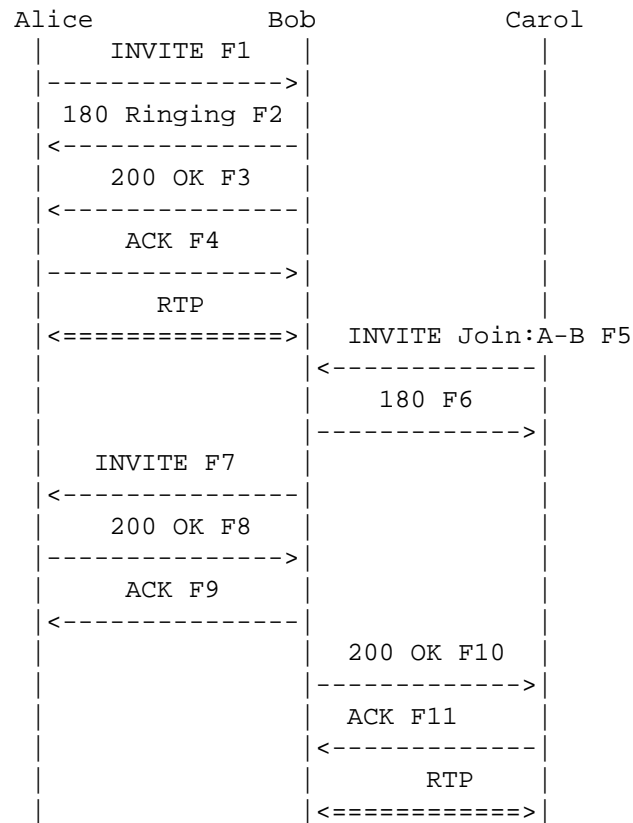 Alice Bob Carol
INVITE F1
180 Ringing F2
200 OK F3
ACK F4
RTP
INVITE Join:A-B F5
180 F6
INVITE F7
200 OK F8
ACK F9
200 OK F10
ACK F11
RTP